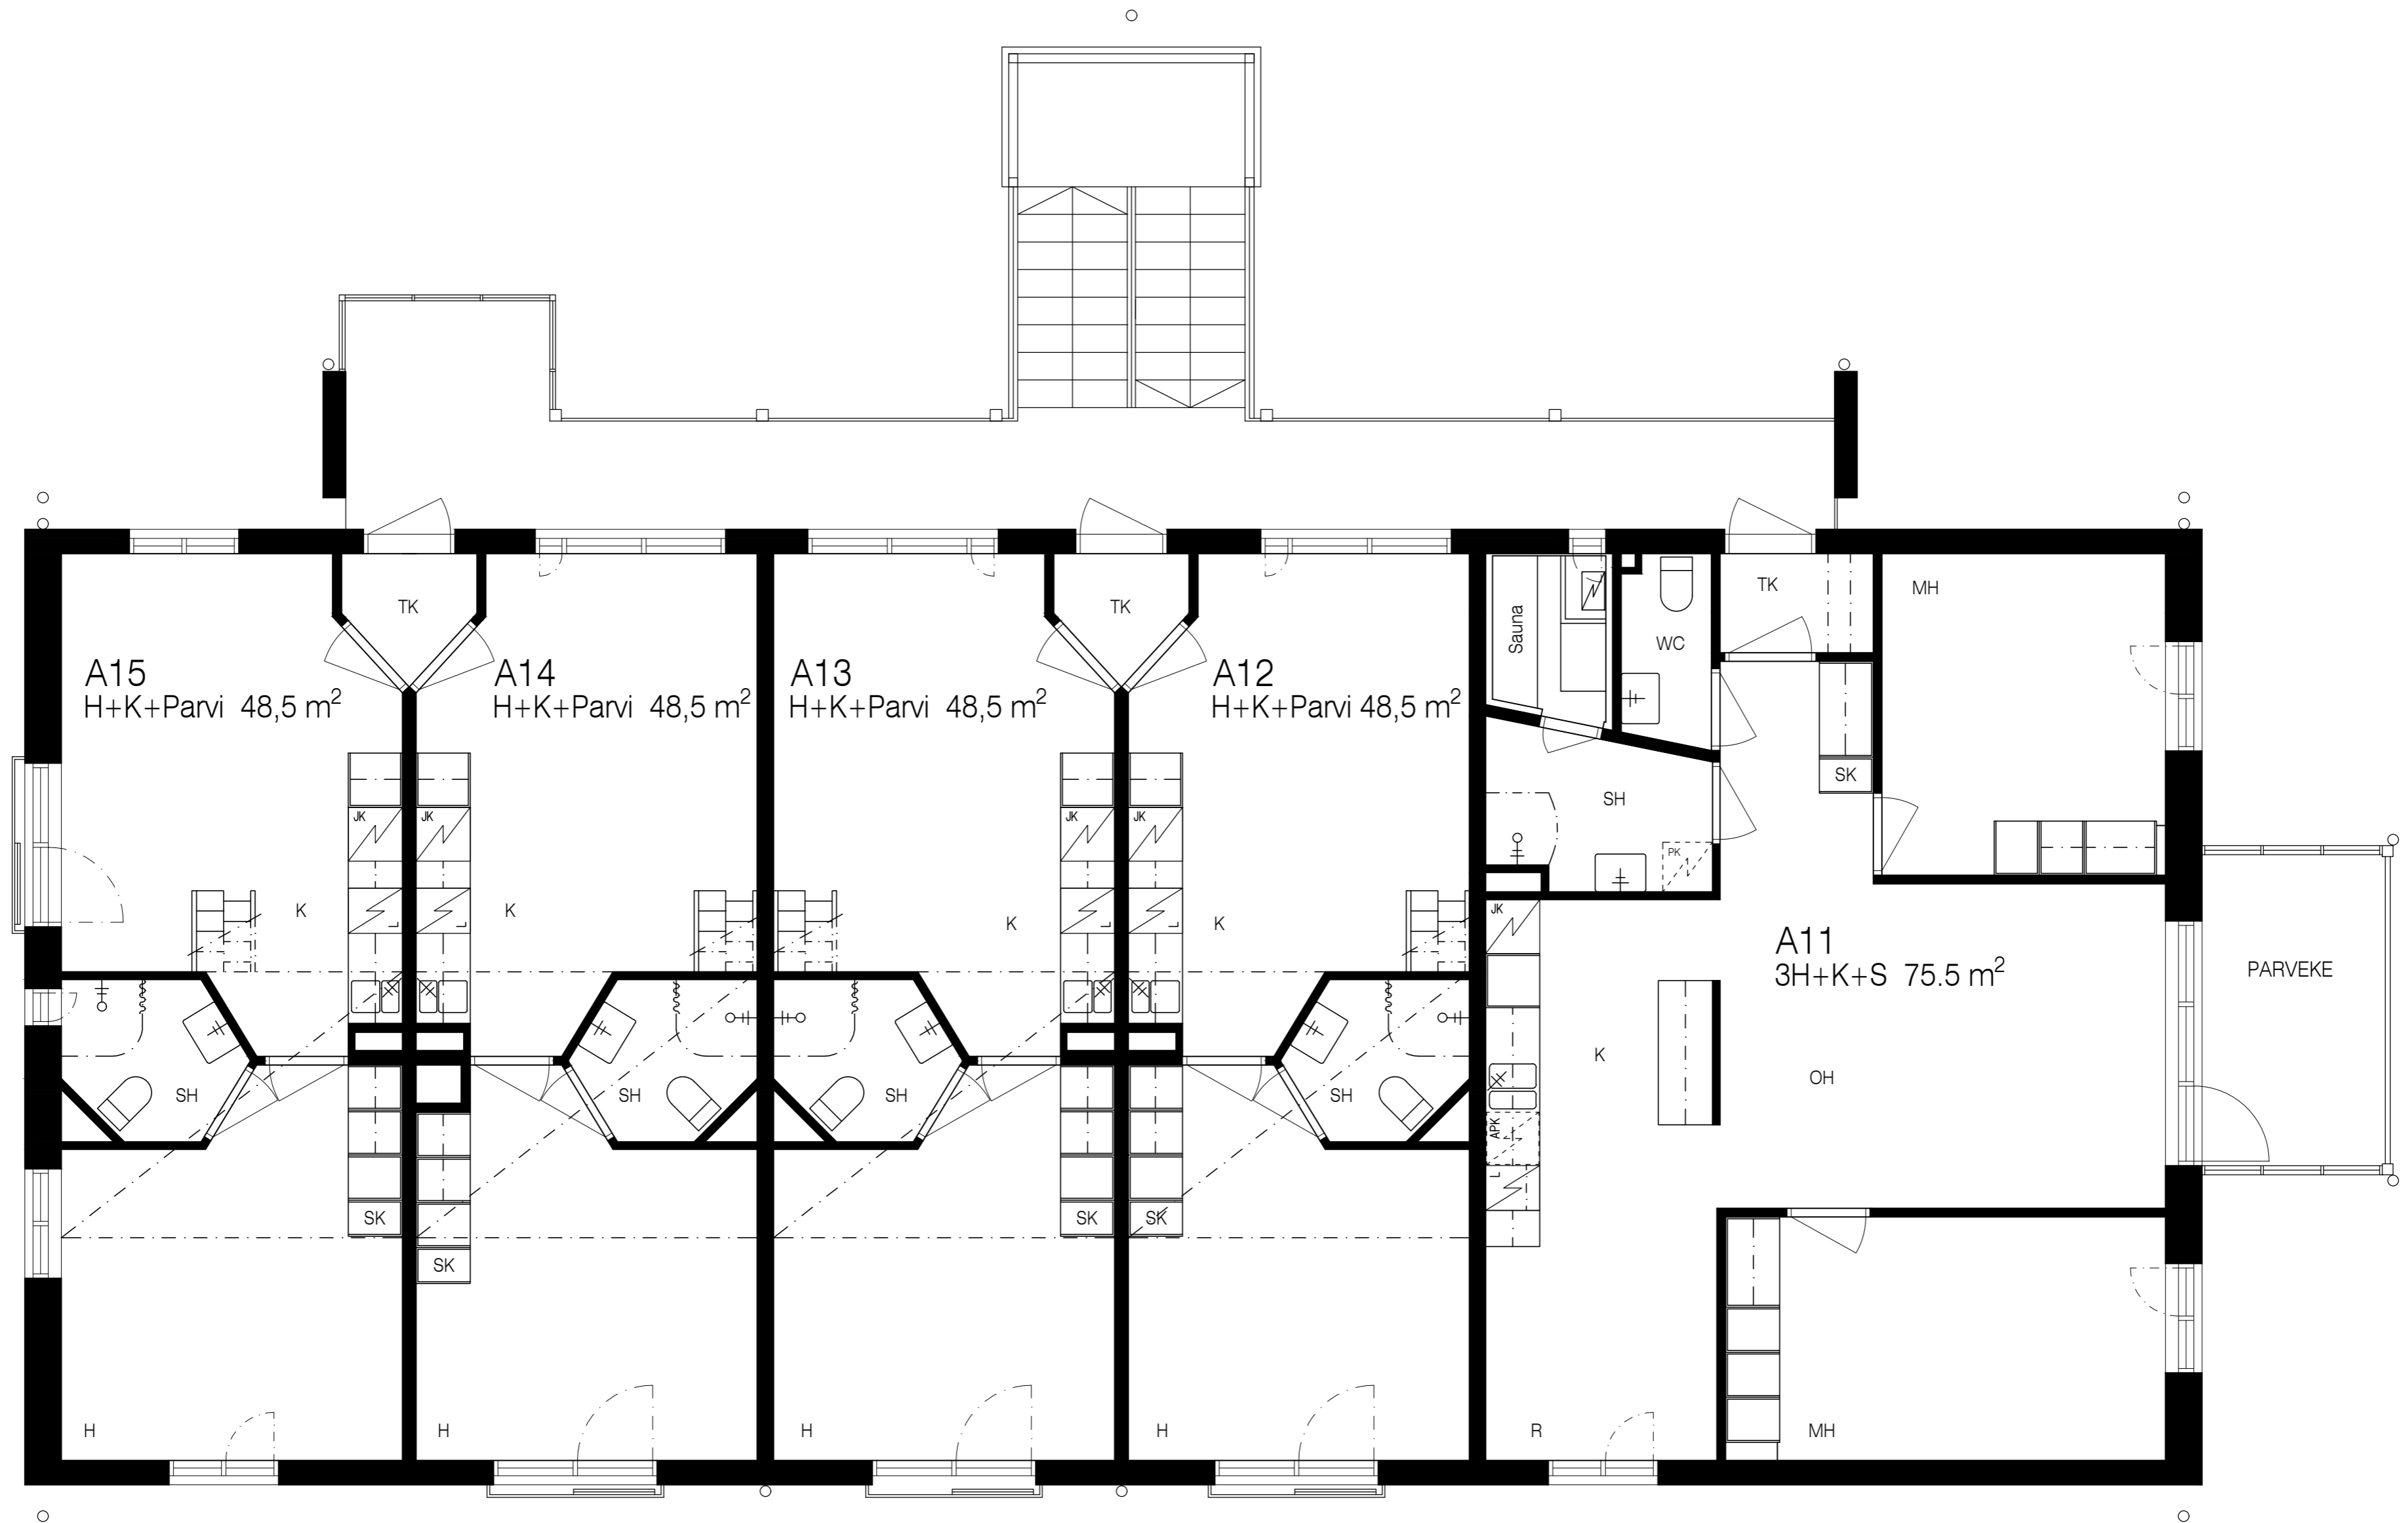 TK
TK
TK
MH
Sauna
WC
A15
H+K+Parvi 48,5 m²
A14
H+K+Parvi 48,5 m²
A13
H+K+Parvi 48,5 m²
A12
H+K+Parvi 48,5 m²
SK
SH
JK
JK
JK
JK
PK
K
K
K
K
JK
A11
3H+K+S 75.5 m²
PARVEKE
L
L
L
L
K
OH
SH
SH
SH
SH
APK
L
SK
SK
SK
SK
H
H
H
H
R
MH